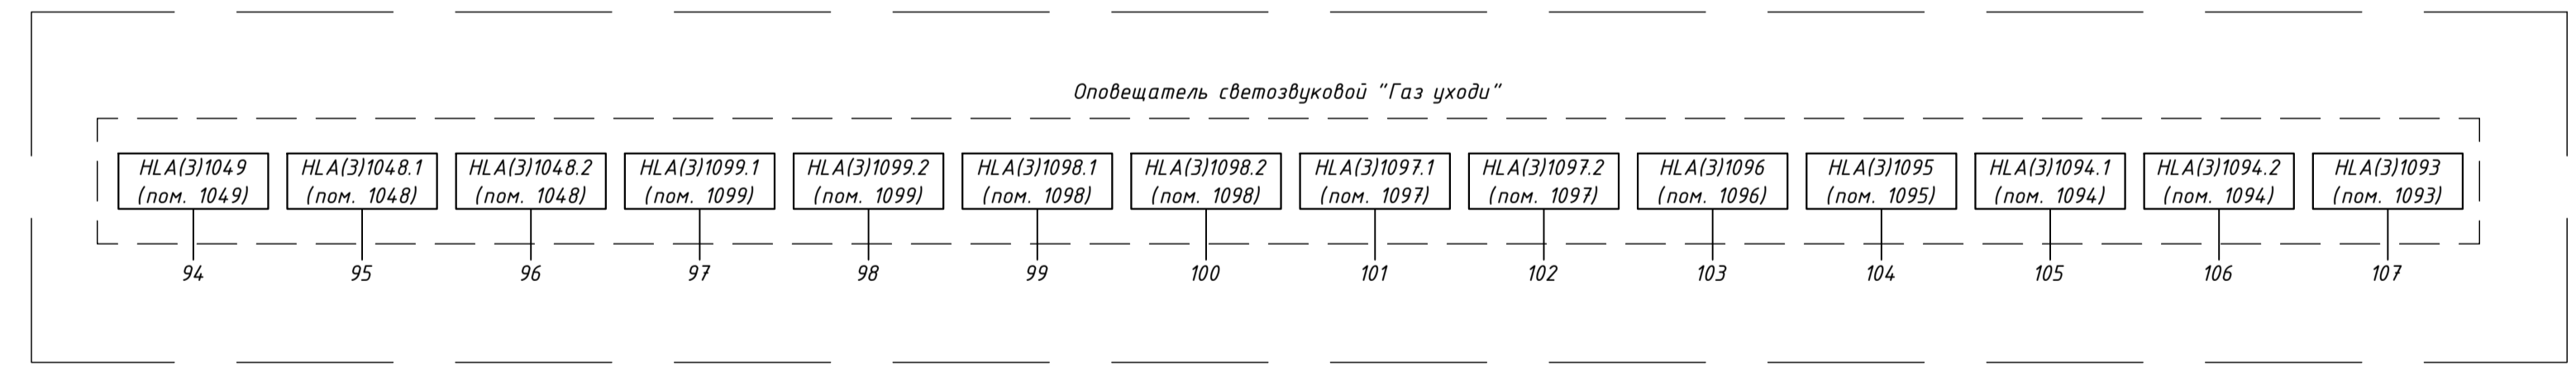 Оповещатель светозвуковой "Газ уходи"
HLA(3)1049 HLA(3)1048.1 HLA(3)1048.2 HLA(3)1099.1 HLA(3)1099.2 HLA(3)1098.1 HLA(3)1098.2 HLA(3)1097.1 HLA(3)1097.2 HLA(3)1096 HLA(3)1095 HLA(3)1094.1 HLA(3)1094.2 HLA(3)1093
(пом. 1049) (пом. 1048) (пом. 1048) (пом. 1099) (пом. 1099) (пом. 1098) (пом. 1098) (пом. 1097) (пом. 1097) (пом. 1096) (пом. 1095) (пом. 1094) (пом. 1094) (пом. 1093)
94 95 96 97 98 99 100 101 102 103 104 105 106 107